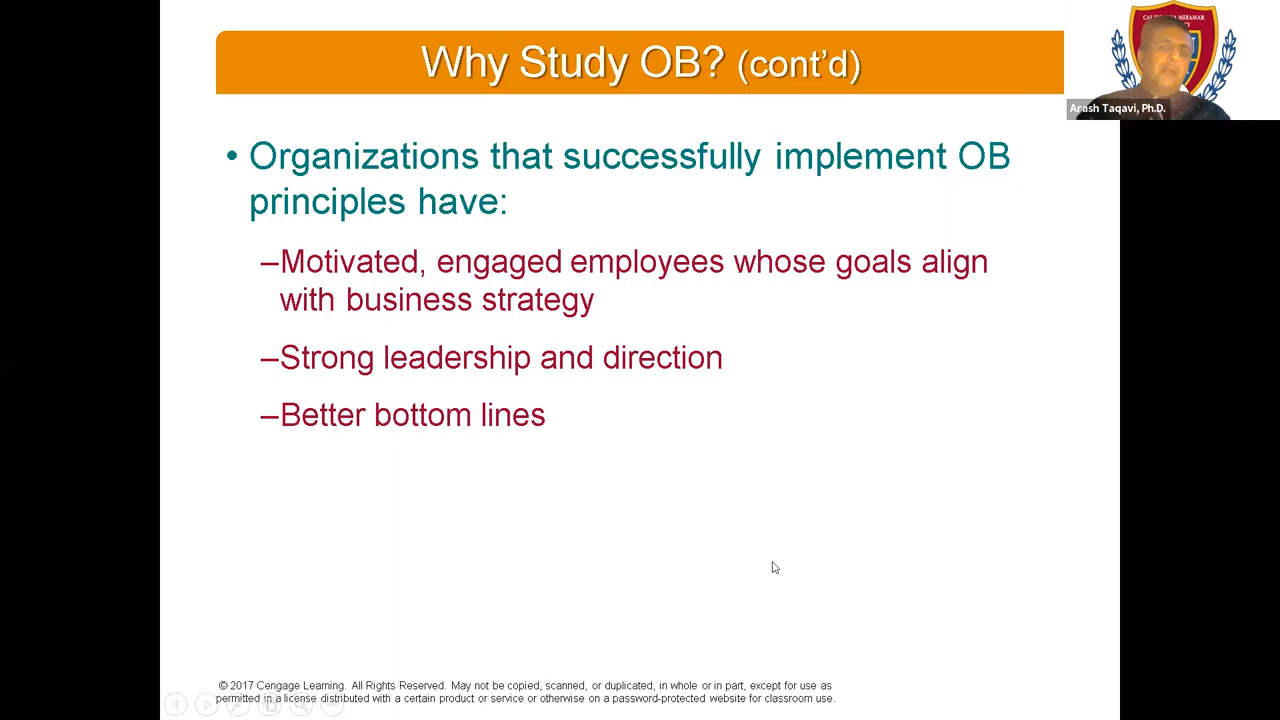 Why Study OB? (cont’d)
CALIFORNIA MIRAMAR
Arash Taqavi, Ph.D.
• Organizations that successfully implement OB
principles have:
–Motivated, engaged employees whose goals align
with business strategy
–Strong leadership and direction
–Better bottom lines
© 2017 Cengage Learning. All Rights Reserved. May not be copied, scanned, or duplicated, in whole or in part, except for use as
permitted in a license distributed with a certain product or service or otherwise on a password-protected website for classroom use.